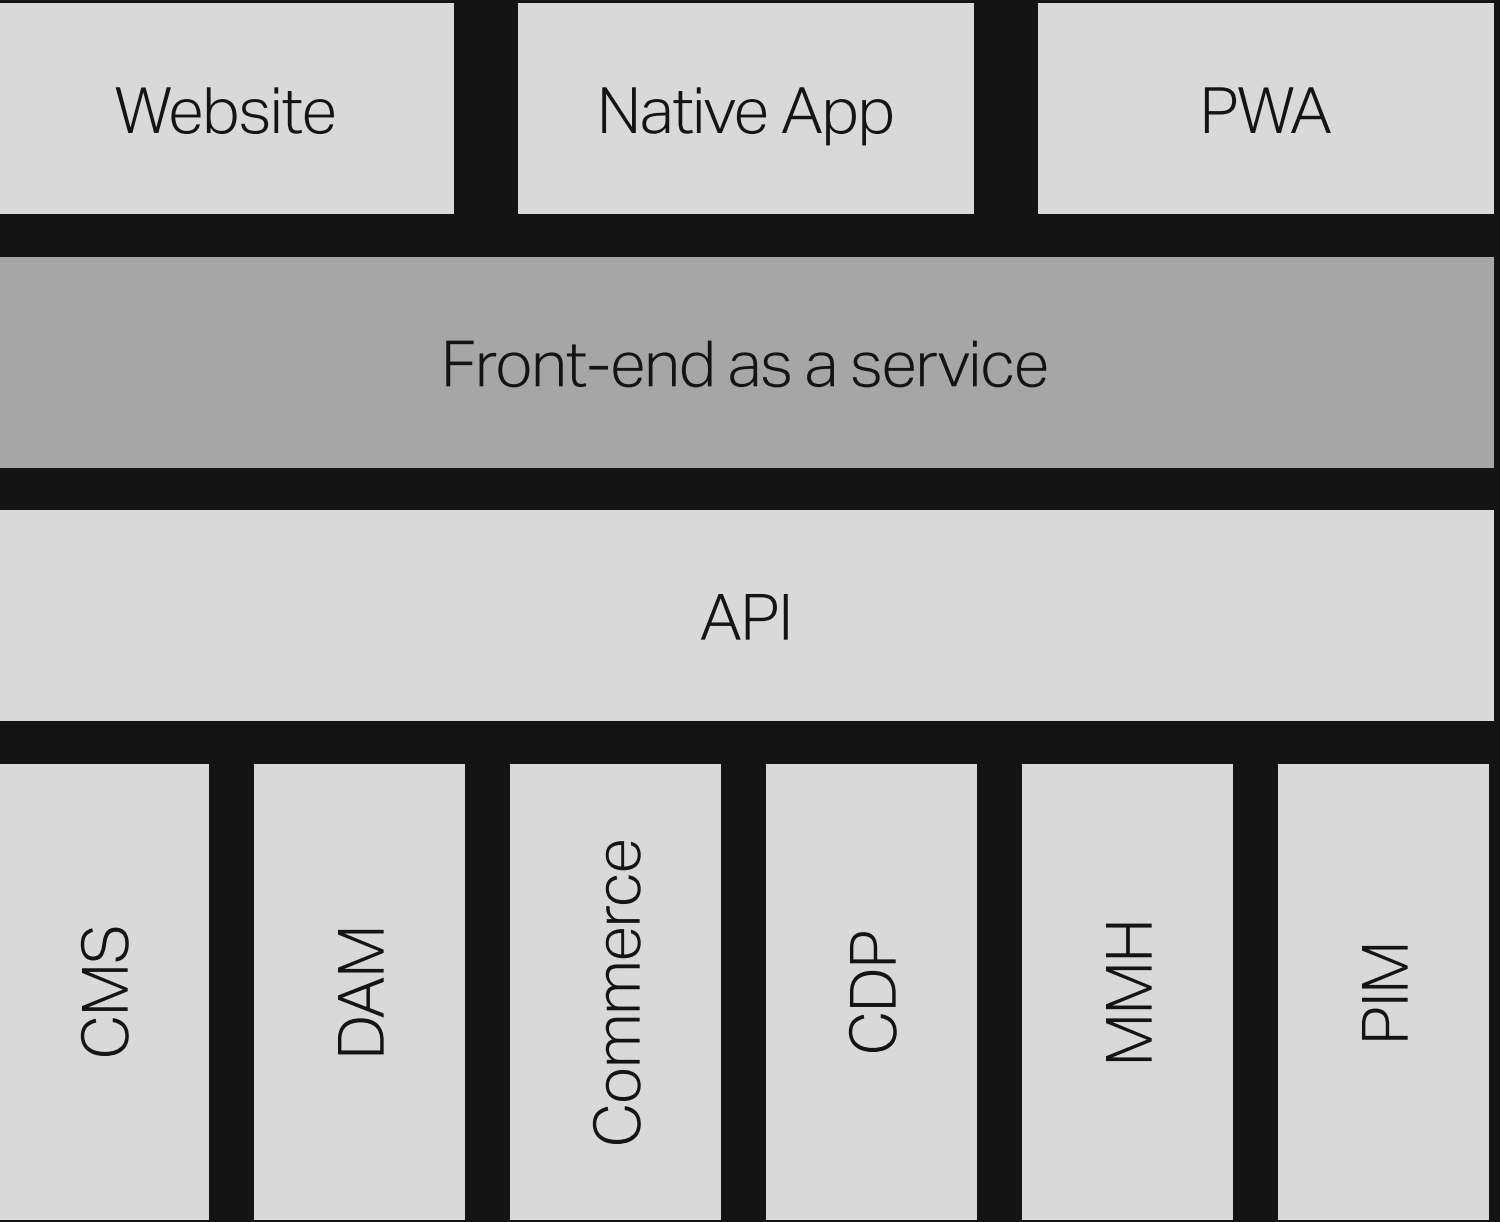 Website
Native App
PWA
Front-end as a service
API
CMS
DAM
Commerce
CDP
MMH
PIM